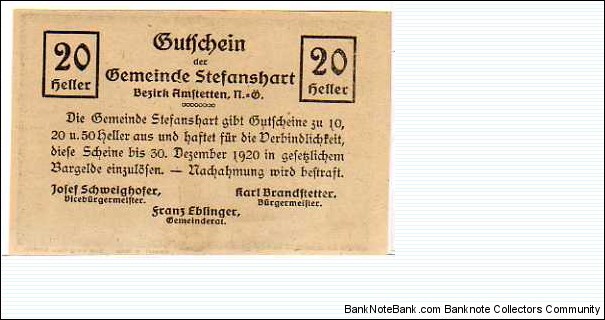 20 Heller
Gutschein
der
Gemeinde Stefanshart
Bezirk Amstetten, N.=Ö.
20 Heller
Die Gemeinde Stefanshart gibt Gutscheine zu 10,
20 u. 50 Heller aus und haftet für die Verbindlichkeit,
diese Scheine bis 30. Dezember 1920 in gesetzlichem
Bargelde einzulösen. — Nachahmung wird bestraft.
Josef Schweighofer,
Vicebürgermeister.
Karl Brandstetter.
Bürgermeister.
Franz Eblinger,
Gemeinderat.
BankNoteBank.com Banknote Collectors Community